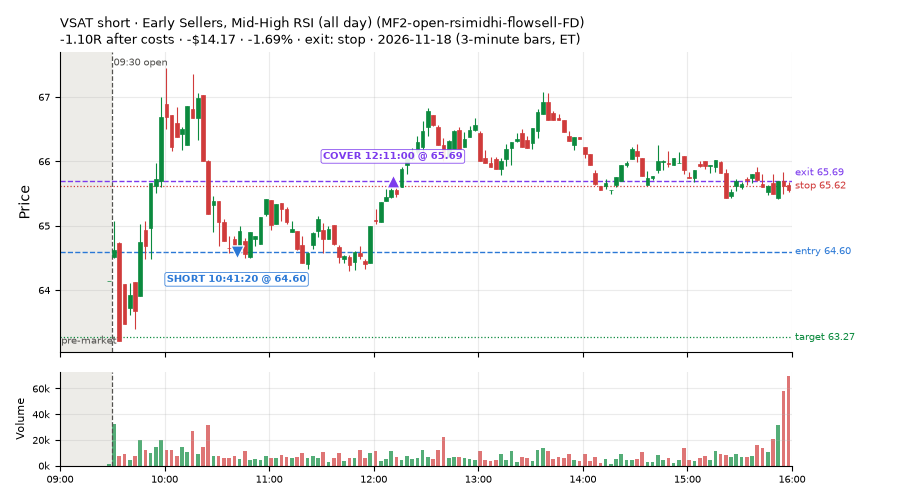 VSAT short · Early Sellers, Mid-High RSI (all day) (MF2-open-rsimidhi-flowsell-FD)
-1.10R after costs · -$14.17 · -1.69% · exit: stop · 2026-11-18 (3-minute bars, ET)
09:30 open
67
66
65
64
Price
COVER 12:11:00 @ 65.69
SHORT 10:41:20 @ 64.60
exit 65.69
stop 65.62
entry 64.60
target 63.27
pre-market
60k
40k
20k
0k
Volume
09:00
10:00
11:00
12:00
13:00
14:00
15:00
16:00